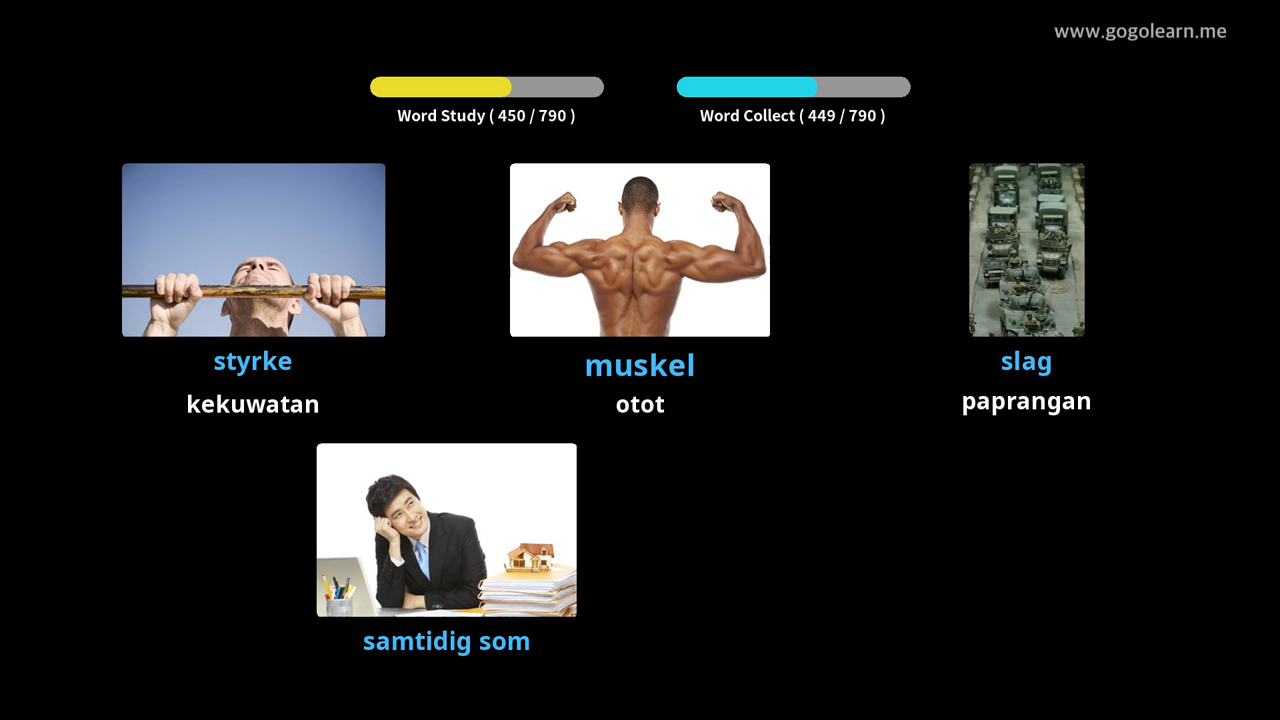 www.gogolearn.me
Word Study ( 450 / 790 )
Word Collect ( 449 / 790 )
styrke
muskel
slag
kekuwatan
otot
paprangan
samtidig som